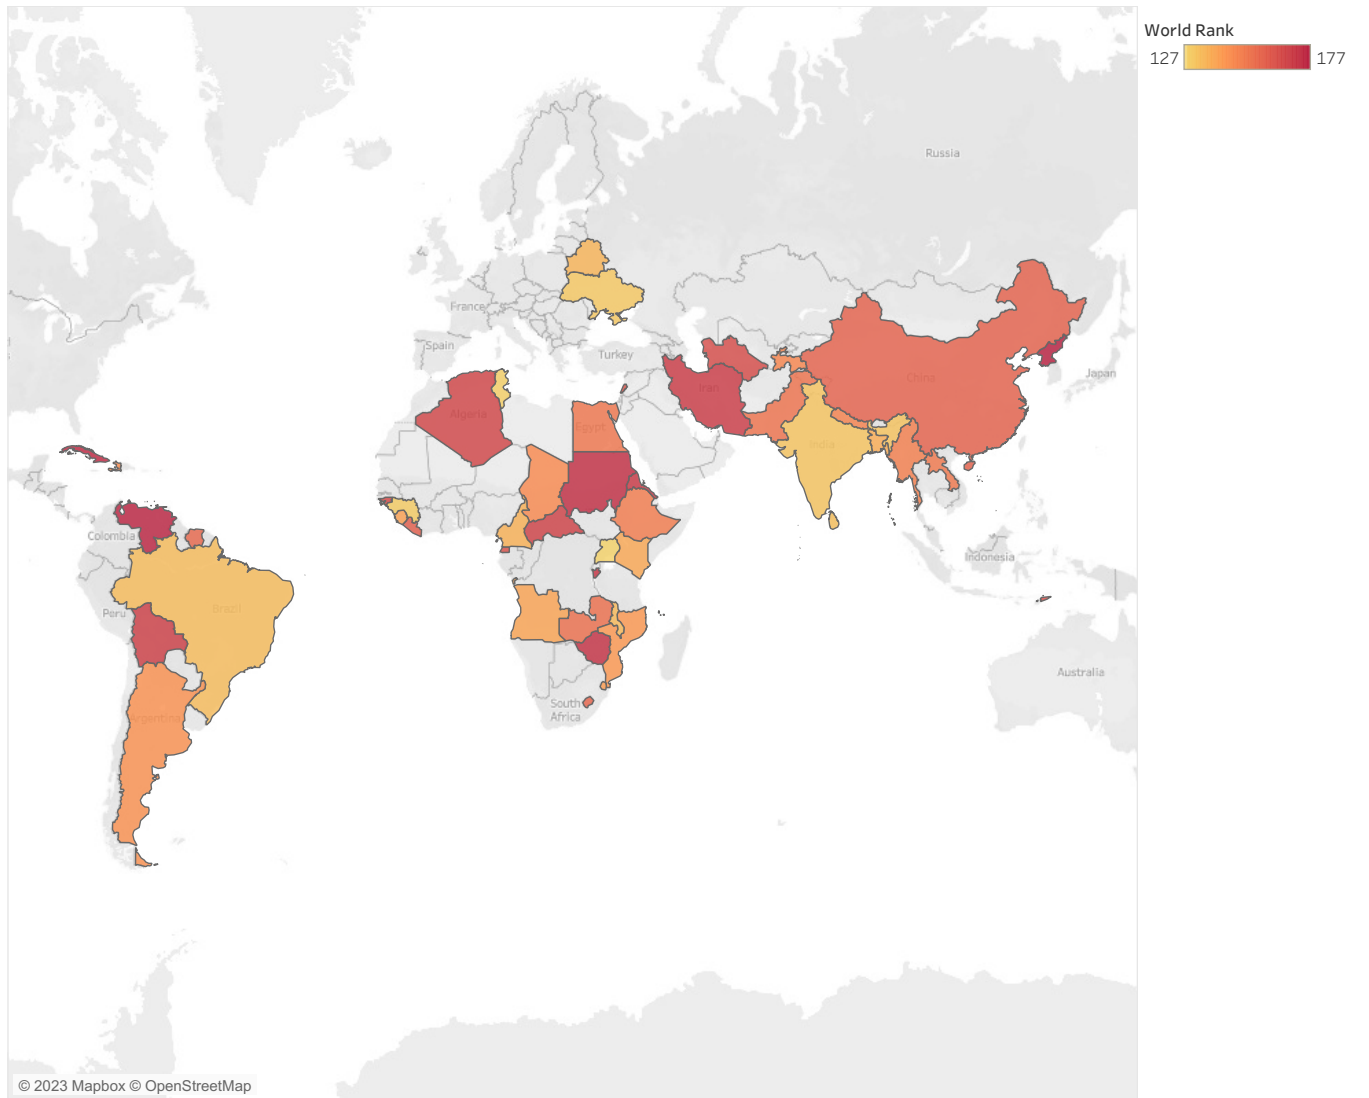 World Rank
127 177
Russia
France
Spain
Turkey
Japan
Iran
China
Algeria
Egypt
India
Colombia
Indonesia
Peru
Brazil
Australia
South
Africa
Argentina
© 2023 Mapbox © OpenStreetMap